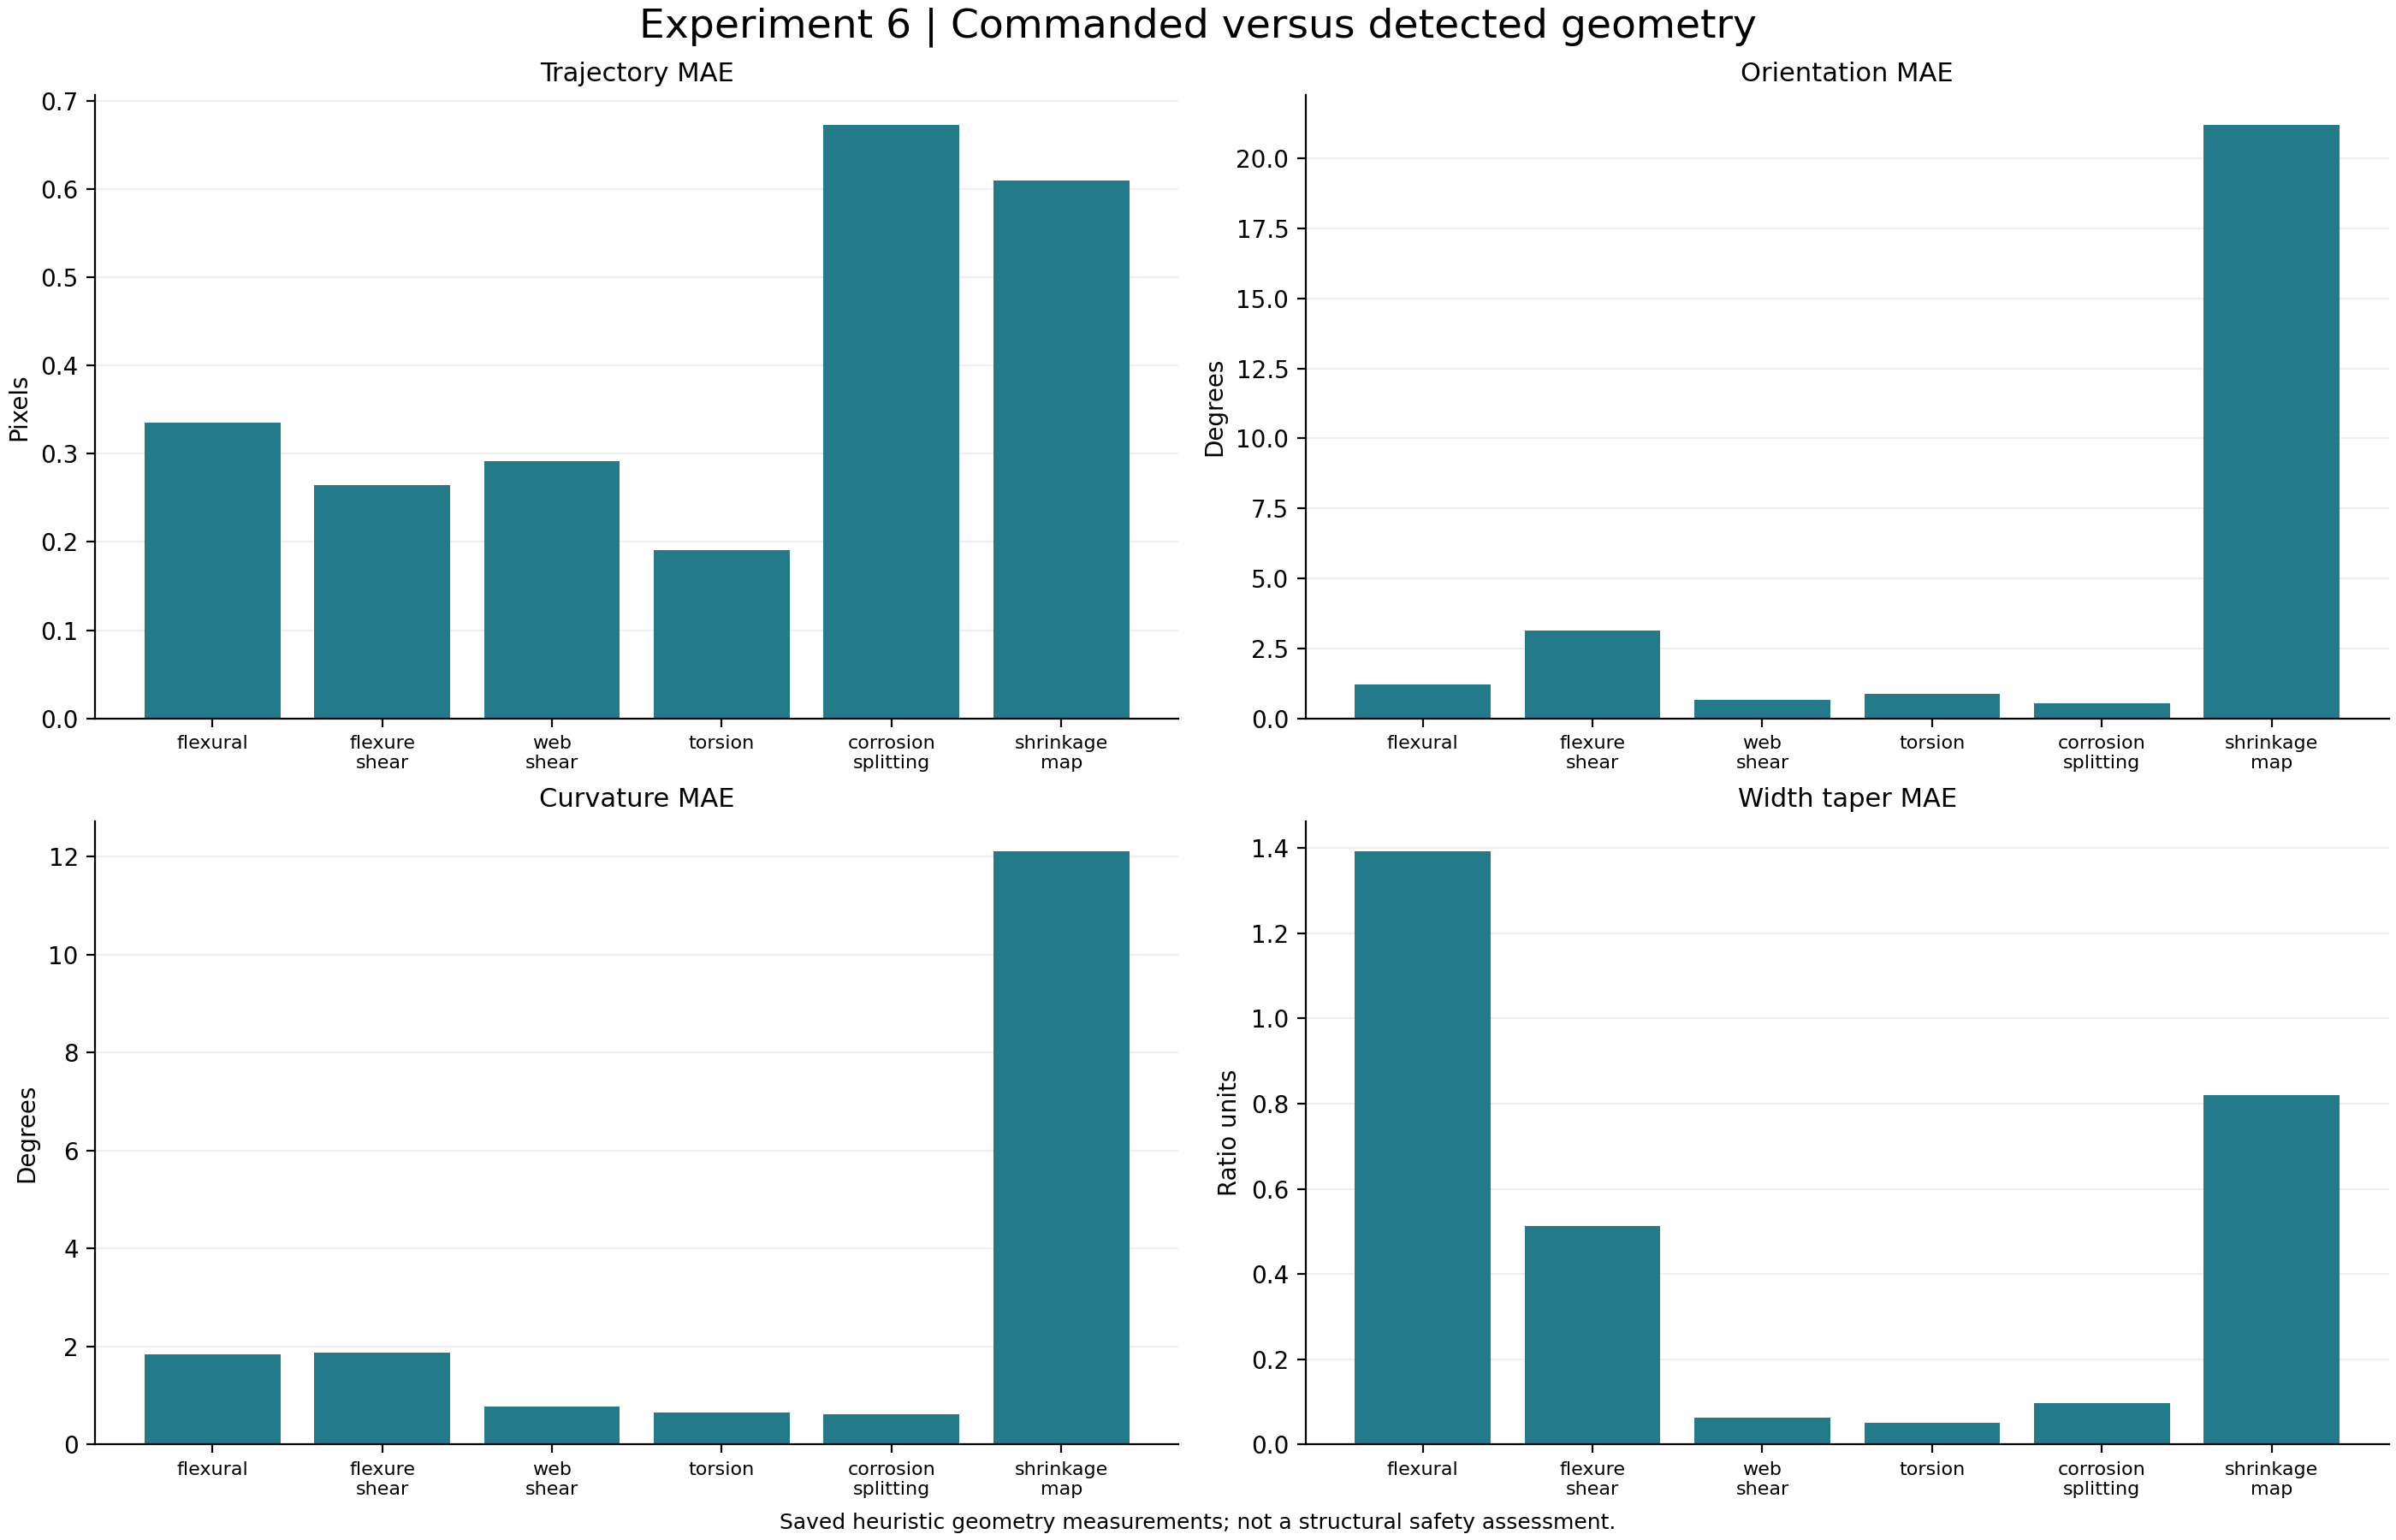 Experiment 6 | Commanded versus detected geometry
Trajectory MAE
Pixels
0.7
0.6
0.5
0.4
0.3
0.2
0.1
0.0
flexural
flexure
shear
web
shear
torsion
corrosion
splitting
shrinkage
map
Orientation MAE
Degrees
20.0
17.5
15.0
12.5
10.0
7.5
5.0
2.5
0.0
flexural
flexure
shear
web
shear
torsion
corrosion
splitting
shrinkage
map
Curvature MAE
Degrees
12
10
8
6
4
2
0
flexural
flexure
shear
web
shear
torsion
corrosion
splitting
shrinkage
map
Width taper MAE
Ratio units
1.4
1.2
1.0
0.8
0.6
0.4
0.2
0.0
flexural
flexure
shear
web
shear
torsion
corrosion
splitting
shrinkage
map
Saved heuristic geometry measurements; not a structural safety assessment.